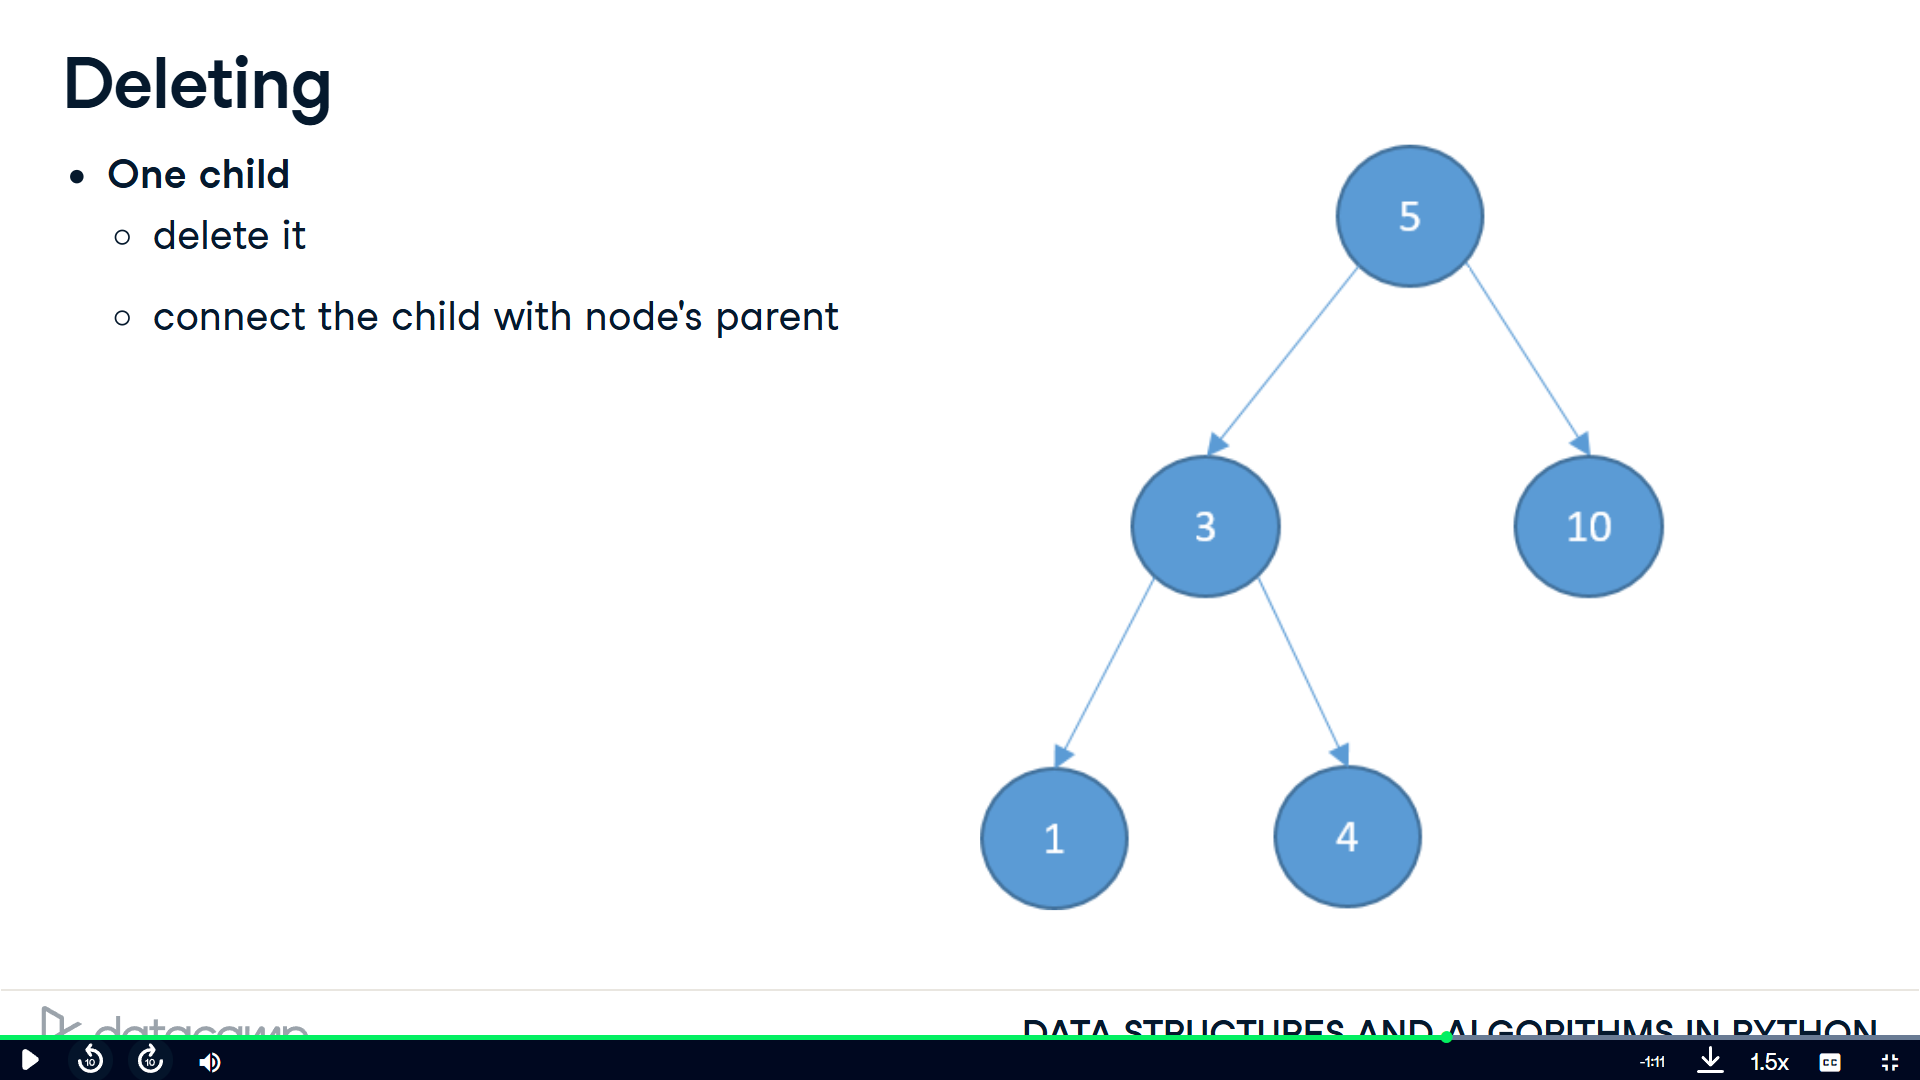 Deleting
• One child
○ delete it
○ connect the child with node's parent
5
3
10
1
4
datacamp
DATA STRUCTURES AND ALGORITHMS IN PYTHON
10
10
-1:11
1.5x
CC